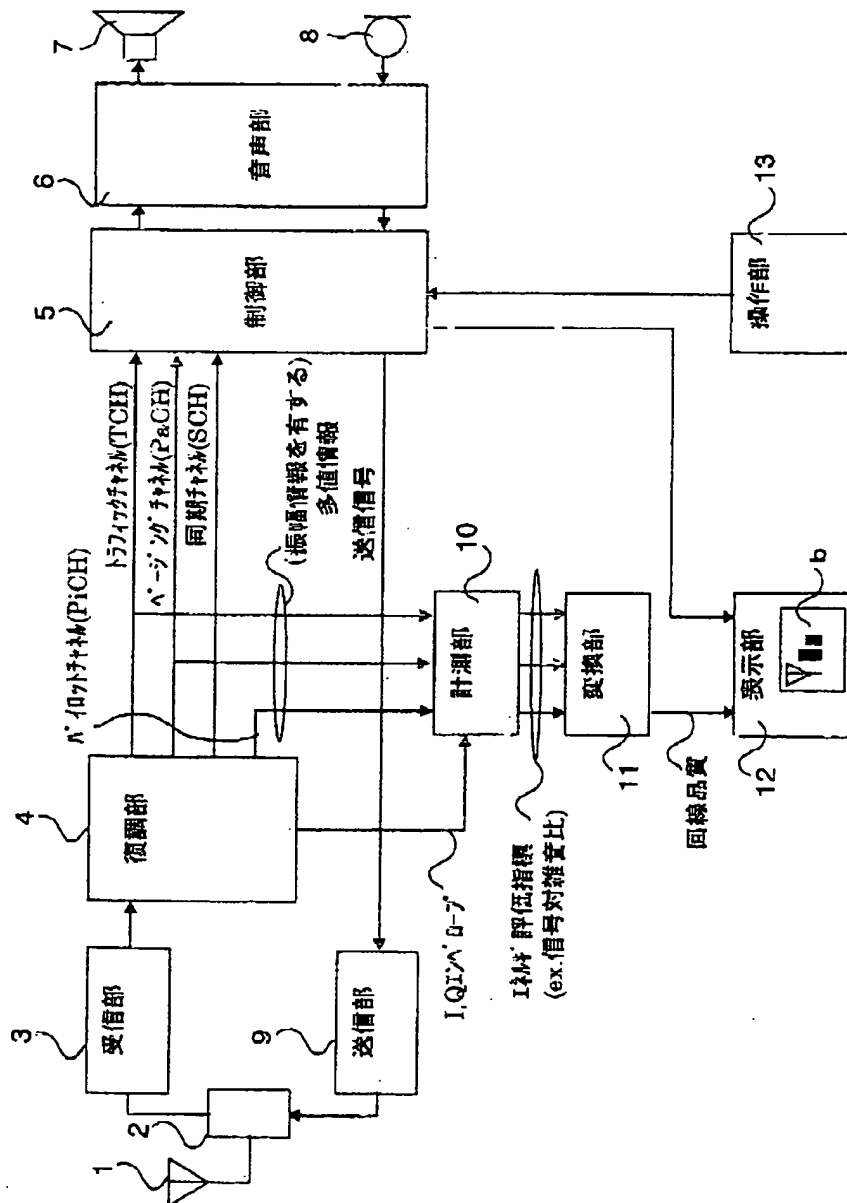 1
2
3
受信部
4
復調部
9
送信部
パイロットチャネル(PiCH)
トラフィックチャネル(TCH)
ページングチャネル(PaCH)
同期チャネル(SCH)
(振幅情報を有する)
多値情報
送信信号
I,Qエンベロープ
エネルギ評価指標
(ex.信号対雑音比)
10
計測部
11
変換部
回線品質
12
表示部
b
5
制御部
6
音声部
7
8
13
操作部